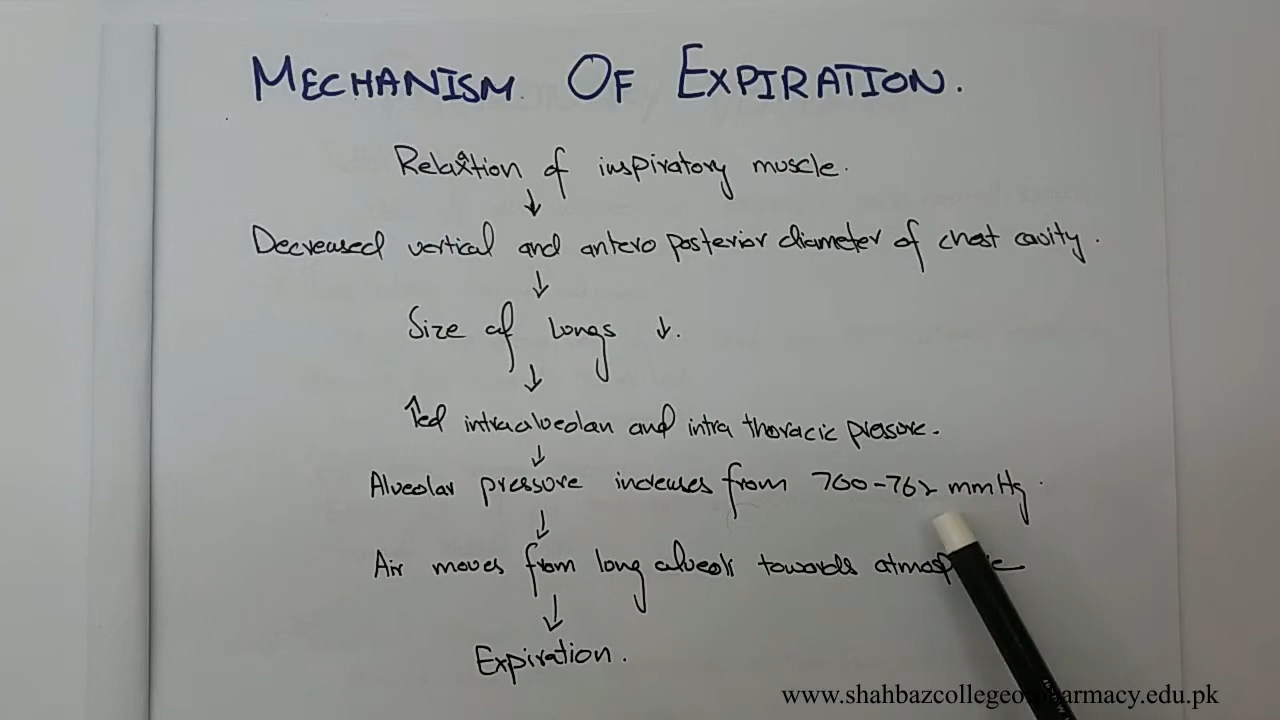 MECHANISM OF EXPIRATION.
Relaxation of inspiratory muscle.
↓
Decreased vertical and antero posterior diameter of chest cavity.
↓
Size of lungs ↓.
↓
↑ed intraalveolar and intra thoracic pressure.
↓
Alveolar pressure increases from 760-762 mmHg.
↓
Air moves from lung alveoli towards
↓
Expiration.
www.shahbazcollegeo pharmacy.edu.pk